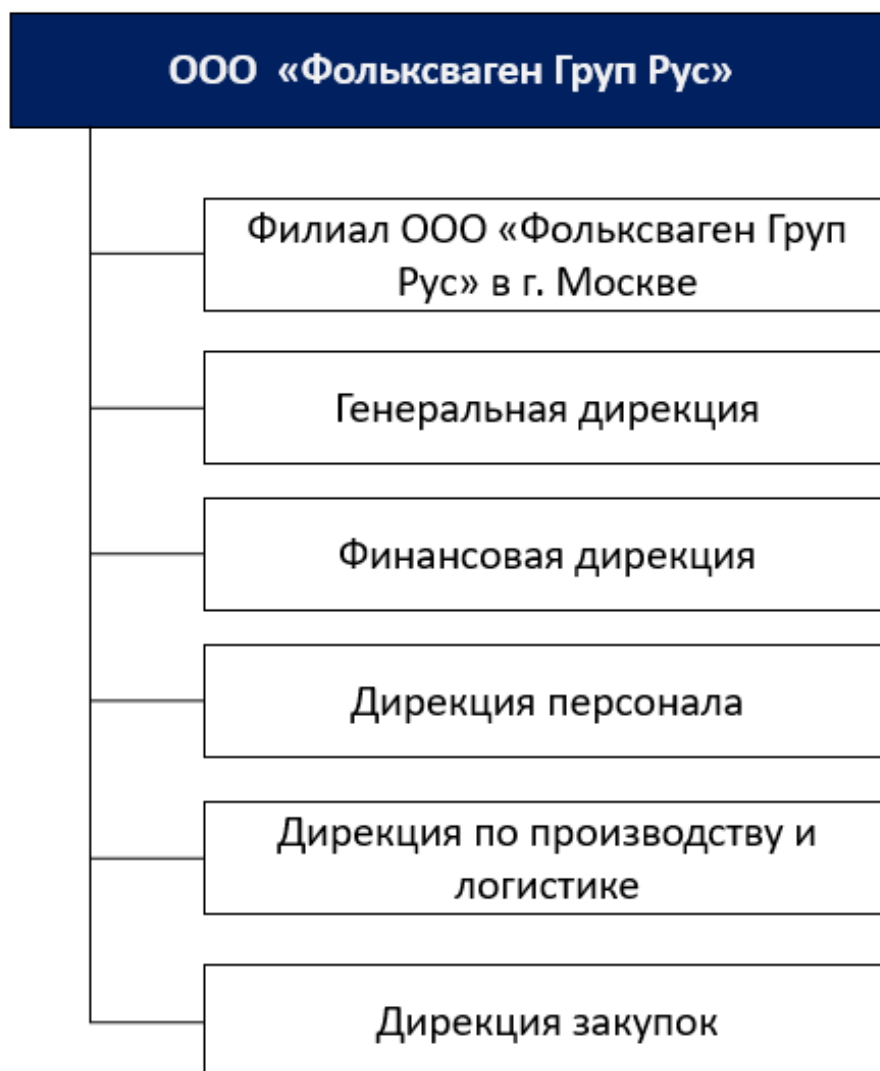 ООО «Фольксваген Груп Рус»
Филиал ООО «Фольксваген Груп
Рус» в г. Москве
Генеральная дирекция
Финансовая дирекция
Дирекция персонала
Дирекция по производству и
логистике
Дирекция закупок